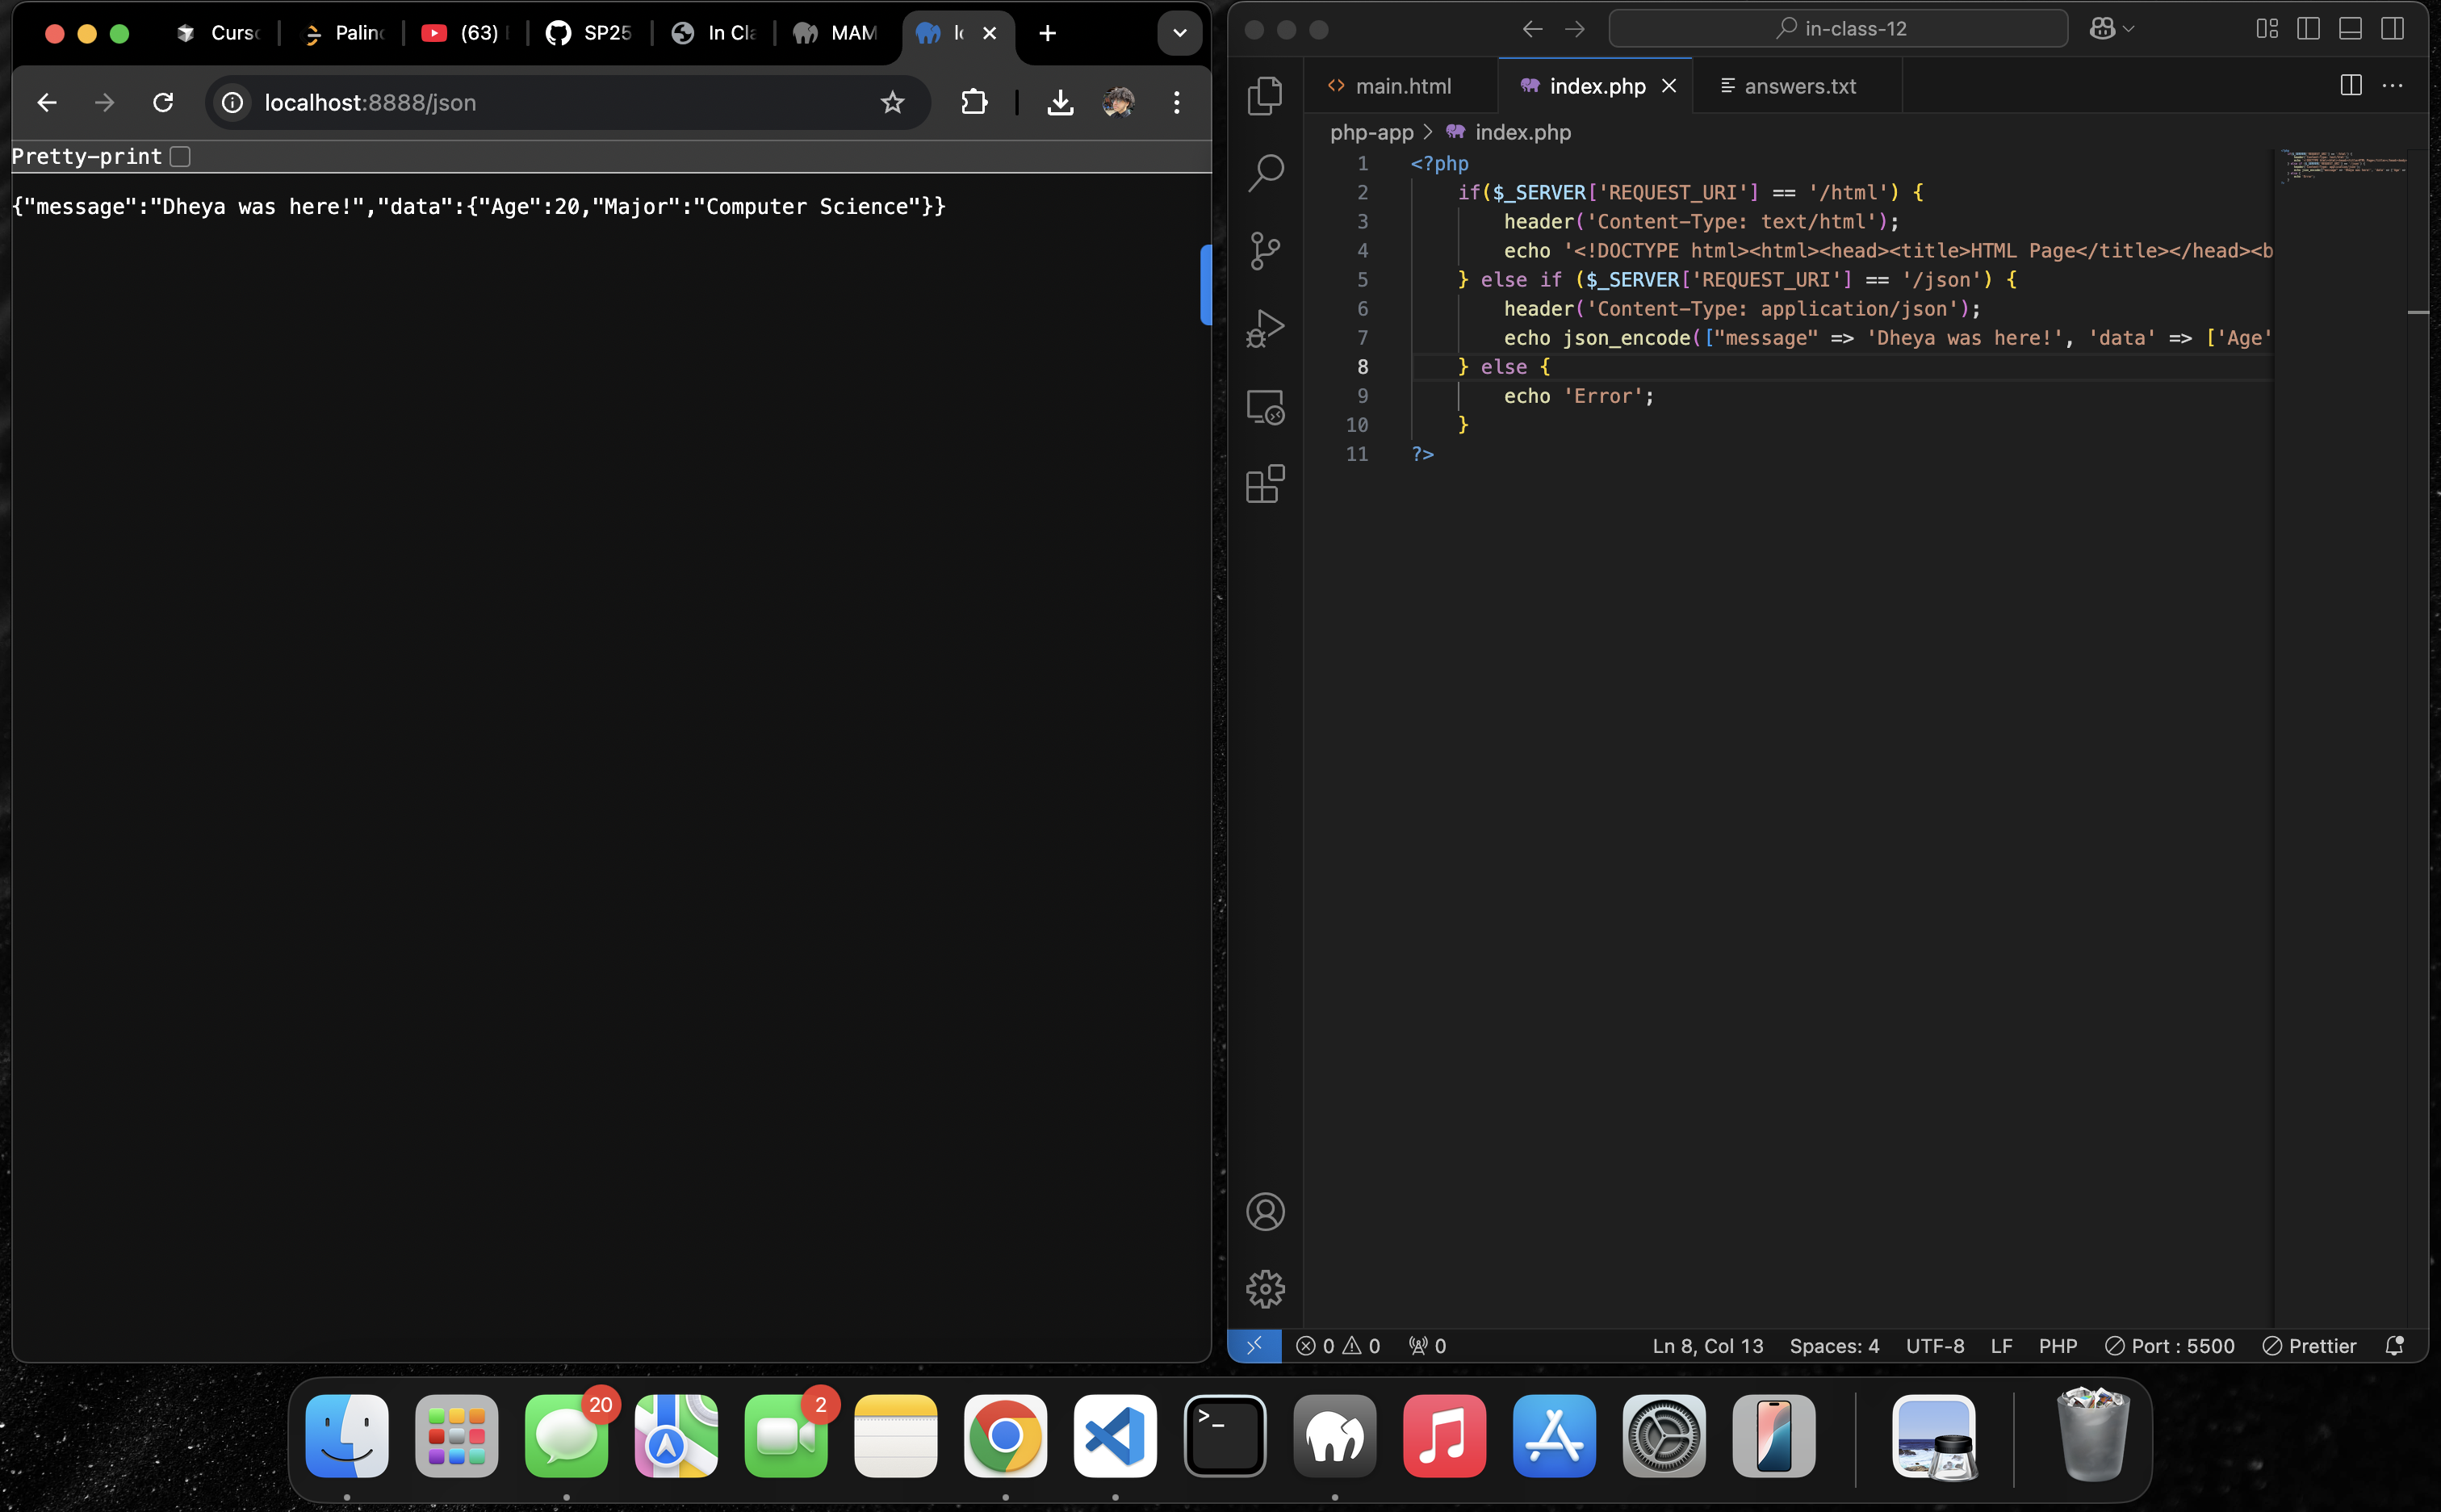 Curs
Palin
(63)
SP25
In Cla
MAM
localhost:8888/json
Pretty-print
{"message":"Dheya was here!","data":{"Age":20,"Major":"Computer Science"}}
in-class-12
main.html
index.php
answers.txt
php-app > index.php
1 <?php
2 if($_SERVER['REQUEST_URI'] == '/html') {
3 header('Content-Type: text/html');
4 echo '<!DOCTYPE html><html><head><title>HTML Page</title></head><b
5 } else if ($_SERVER['REQUEST_URI'] == '/json') {
6 header('Content-Type: application/json');
7 echo json_encode(["message" => 'Dheya was here!', 'data' => ['Age'
8 } else {
9 echo 'Error';
10 }
11 ?>
0 0 0 Ln 8, Col 13 Spaces: 4 UTF-8 LF PHP Port : 5500 Prettier
20
2
>_